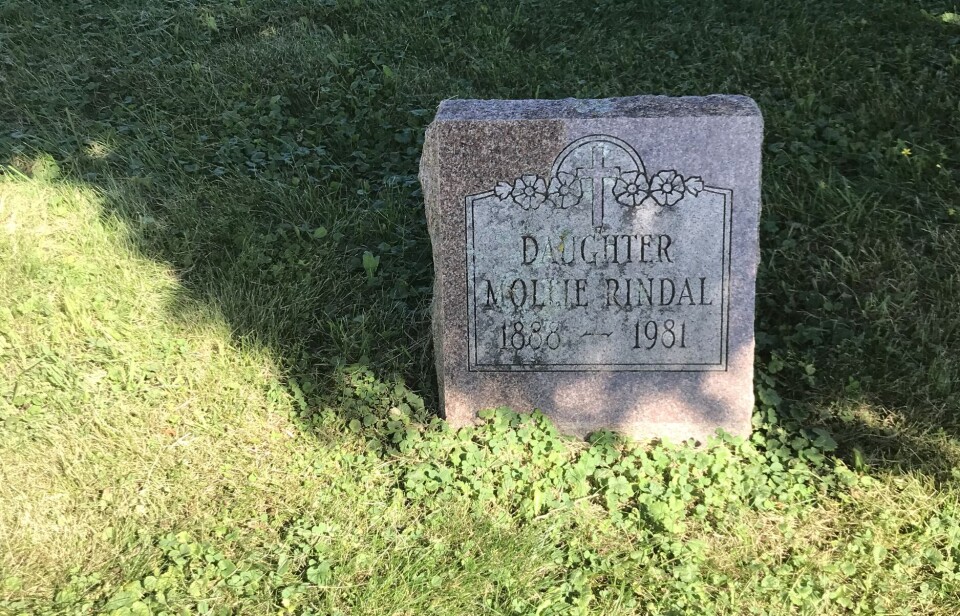 DAUGHTER
MOLLIE RINDAL
1888 — 1981